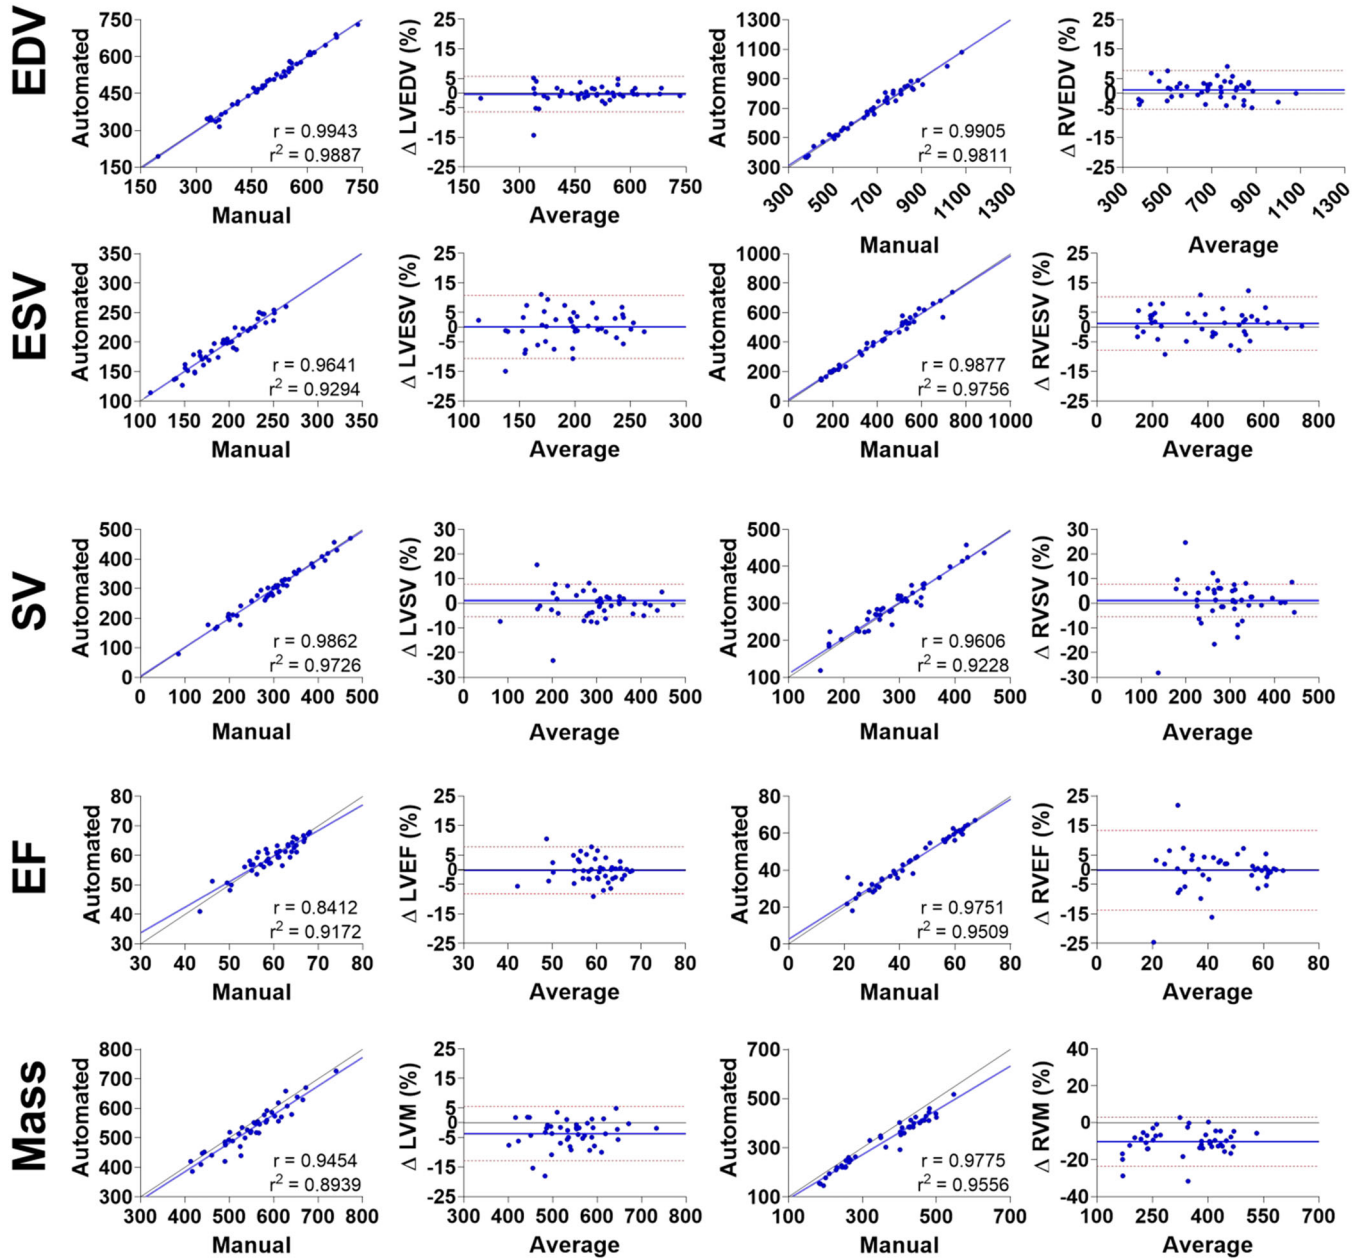 EDV
Automated
750
600
450
300
150
150 300 450 600 750
Manual
r = 0.9943
r² = 0.9887
Δ LVEDV (%)
25
15
5
0
-5
-15
-25
150 300 450 600 750
Average
Automated
1300
1100
900
700
500
300
300 500 700 900 1100 1300
Manual
r = 0.9905
r² = 0.9811
Δ RVEDV (%)
25
15
5
0
-5
-15
-25
300 500 700 900 1100 1300
Average
ESV
Automated
350
300
250
200
150
100
100 150 200 250 300 350
Manual
r = 0.9641
r² = 0.9294
Δ LVESV (%)
25
15
5
0
-5
-15
-25
100 150 200 250 300
Average
Automated
1000
800
600
400
200
0
0 200 400 600 800 1000
Manual
r = 0.9877
r² = 0.9756
Δ RVESV (%)
25
15
5
0
-5
-15
-25
0 200 400 600 800
Average
SV
Automated
500
400
300
200
100
0
0 100 200 300 400 500
Manual
r = 0.9862
r² = 0.9726
Δ LVSV (%)
30
20
10
0
-10
-20
-30
0 100 200 300 400 500
Average
Automated
500
400
300
200
100
100 200 300 400 500
Manual
r = 0.9606
r² = 0.9228
Δ RVSV (%)
30
20
10
0
-10
-20
-30
0 100 200 300 400 500
Average
EF
Automated
80
70
60
50
40
30
30 40 50 60 70 80
Manual
r = 0.8412
r² = 0.9172
Δ LVEF (%)
25
15
5
0
-5
-15
-25
30 40 50 60 70 80
Average
Automated
80
60
40
20
0
0 20 40 60 80
Manual
r = 0.9751
r² = 0.9509
Δ RVEF (%)
25
15
5
0
-5
-15
-25
0 20 40 60 80
Average
Mass
Automated
800
700
600
500
400
300
300 400 500 600 700 800
Manual
r = 0.9454
r² = 0.8939
Δ LVM (%)
25
15
5
0
-5
-15
-25
300 400 500 600 700 800
Average
Automated
700
500
300
100
100 300 500 700
Manual
r = 0.9775
r² = 0.9556
Δ RVM (%)
40
20
0
-20
-40
100 250 400 550 700
Average